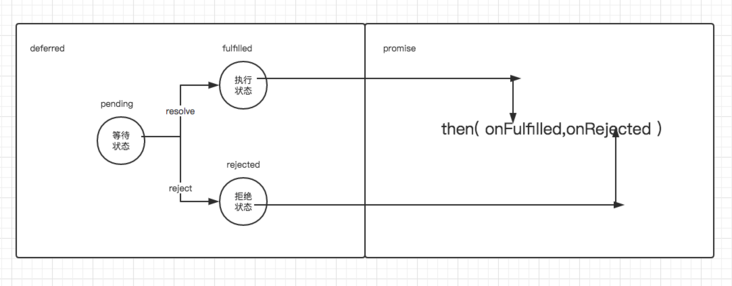 deferred
promise
fulfilled
执行
状态
pending
resolve
等待
状态
then( onFulfilled,onRejected )
rejected
reject
拒绝
状态